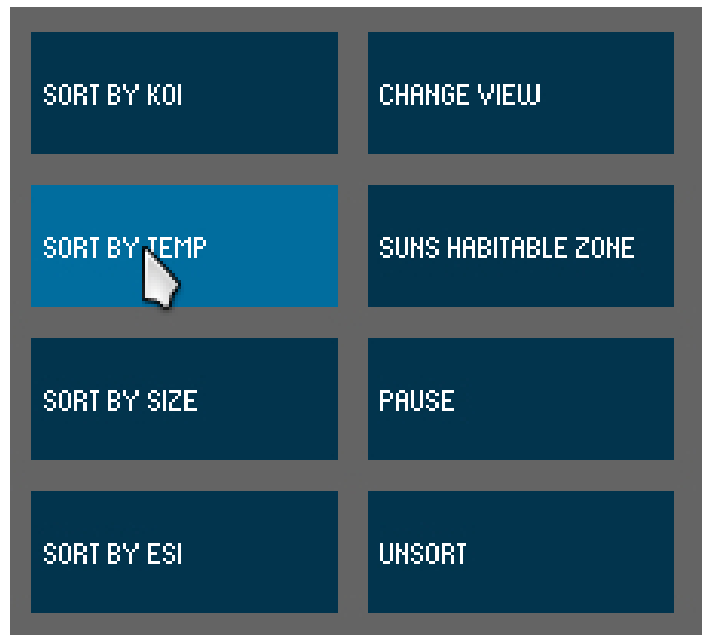 SORT BY KOI
CHANGE VIEW
SORT BY TEMP
SUNS HABITABLE ZONE
SORT BY SIZE
PAUSE
SORT BY ESI
UNSORT